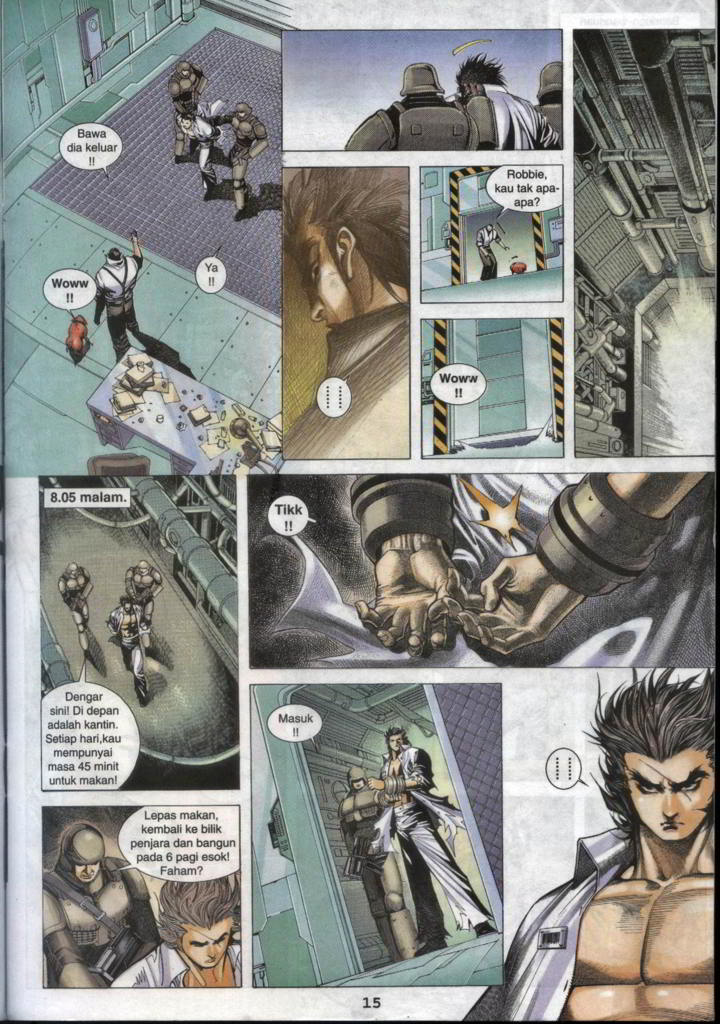 Bawa
dia keluar
!!
Ya
!!
Woww
!!
Robbie,
kau tak apa-
apa?
Woww
!!
8.05 malam.
Dengar
sini! Di depan
adalah kantin.
Setiap hari,kau
mempunyai
masa 45 minit
untuk makan!
Tikk
!!
Lepas makan,
kembali ke bilik
penjara dan bangun
pada 6 pagi esok!
Faham?
Masuk
!!
15